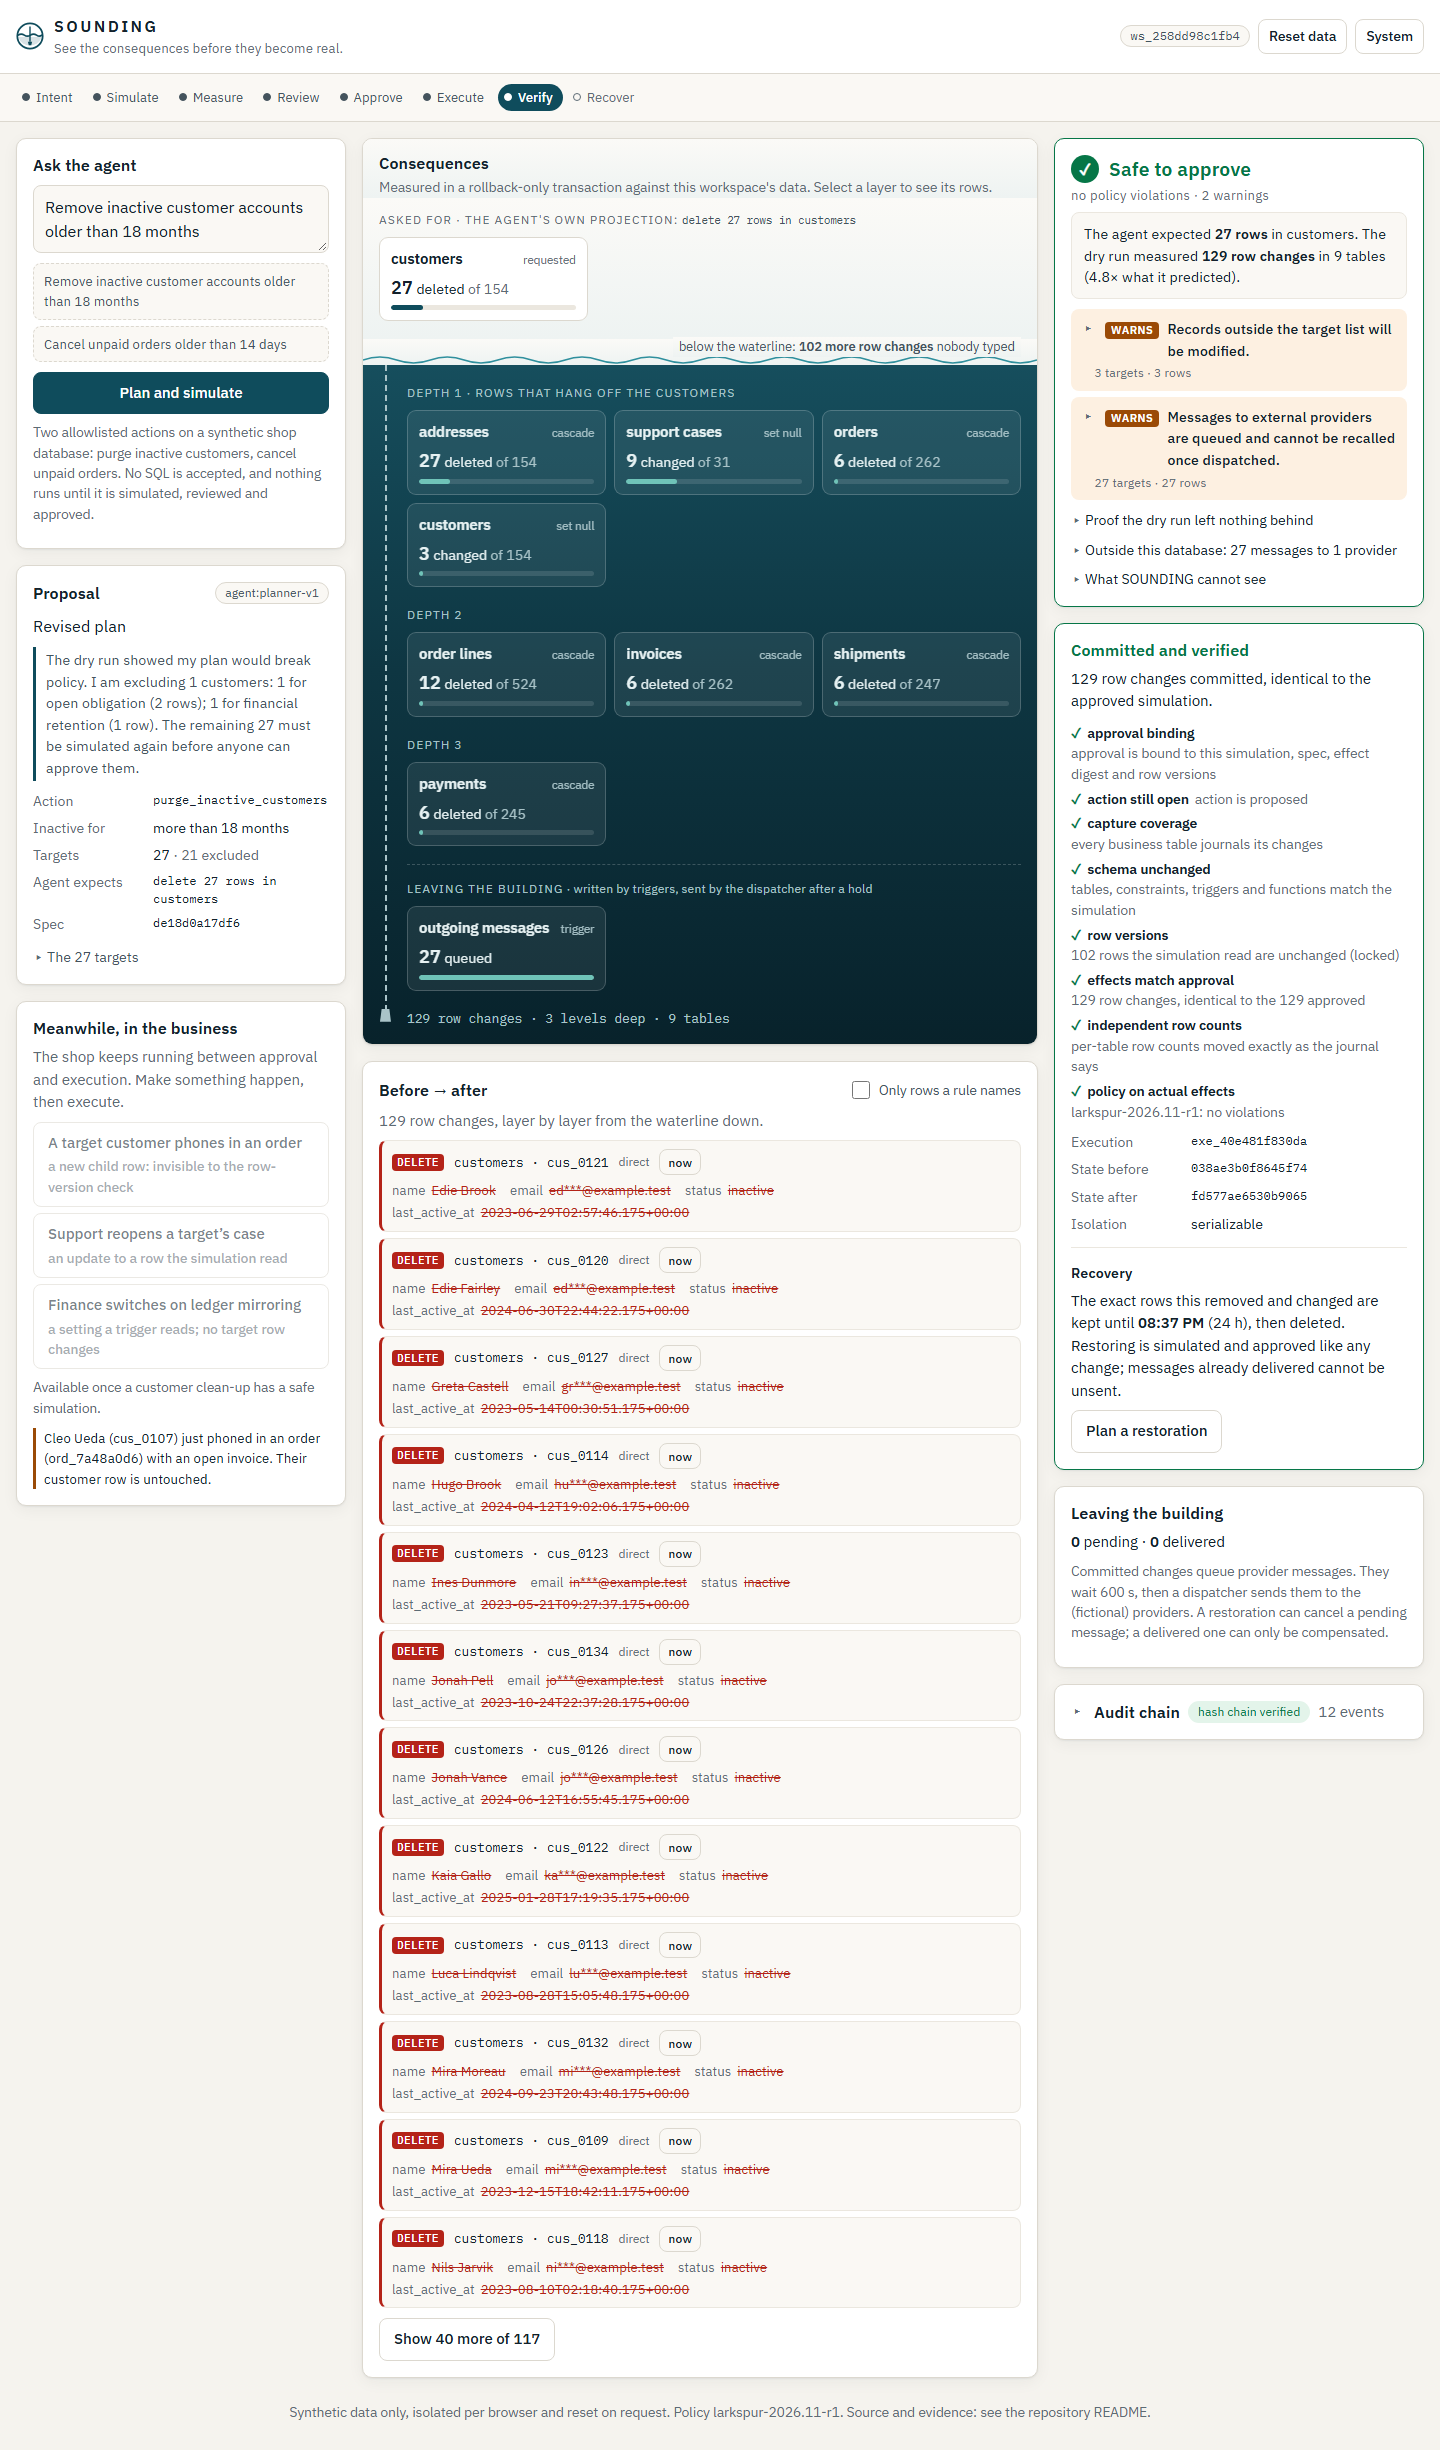 SOUNDING
See the consequences before they become real.
ws_258dd98c1fb4
Reset data
System
Intent
Simulate
Measure
Review
Approve
Execute
Verify
Recover
Ask the agent
Remove inactive customer accounts
older than 18 months
Remove inactive customer accounts older
than 18 months
Cancel unpaid orders older than 14 days
Plan and simulate
Two allowlisted actions on a synthetic shop
database: purge inactive customers, cancel
unpaid orders. No SQL is accepted, and nothing
runs until it is simulated, reviewed and
approved.
Proposal
agent:planner-v1
Revised plan
The dry run showed my plan would break
policy. I am excluding 1 customers: 1 for
open obligation (2 rows); 1 for financial
retention (1 row). The remaining 27 must
be simulated again before anyone can
approve them.
Action purge_inactive_customers
Inactive for more than 18 months
Targets 27 · 21 excluded
Agent expects delete 27 rows in
customers
Spec de18d0a17df6
The 27 targets
Meanwhile, in the business
The shop keeps running between approval
and execution. Make something happen,
then execute.
A target customer phones in an order
a new child row: invisible to the row-
version check
Support reopens a target’s case
an update to a row the simulation read
Finance switches on ledger mirroring
a setting a trigger reads; no target row
changes
Available once a customer clean-up has a safe
simulation.
Cleo Ueda (cus_0107) just phoned in an order
(ord_7a48a0d6) with an open invoice. Their
customer row is untouched.
Consequences
Measured in a rollback-only transaction against this workspace's data. Select a layer to see its rows.
ASKED FOR · THE AGENT'S OWN PROJECTION: delete 27 rows in customers
customers requested
27 deleted of 154
below the waterline: 102 more row changes nobody typed
DEPTH 1 · ROWS THAT HANG OFF THE CUSTOMERS
addresses cascade
27 deleted of 154
support cases set null
9 changed of 31
orders cascade
6 deleted of 262
customers set null
3 changed of 154
DEPTH 2
order lines cascade
12 deleted of 524
invoices cascade
6 deleted of 262
shipments cascade
6 deleted of 247
DEPTH 3
payments cascade
6 deleted of 245
LEAVING THE BUILDING · written by triggers, sent by the dispatcher after a hold
outgoing messages trigger
27 queued
129 row changes · 3 levels deep · 9 tables
Before → after
Only rows a rule names
129 row changes, layer by layer from the waterline down.
DELETE customers · cus_0121 direct now
name Edie Brook email ed***@example.test status inactive
last_active_at 2023-06-29T02:57:46.175+00:00
DELETE customers · cus_0120 direct now
name Edie Fairley email ed***@example.test status inactive
last_active_at 2024-06-30T22:44:22.175+00:00
DELETE customers · cus_0127 direct now
name Greta Castell email gr***@example.test status inactive
last_active_at 2023-05-14T00:30:51.175+00:00
DELETE customers · cus_0114 direct now
name Hugo Brook email hu***@example.test status inactive
last_active_at 2024-04-12T19:02:06.175+00:00
DELETE customers · cus_0123 direct now
name Ines Dunmore email in***@example.test status inactive
last_active_at 2023-05-21T09:27:37.175+00:00
DELETE customers · cus_0134 direct now
name Jonah Pell email jo***@example.test status inactive
last_active_at 2023-10-24T22:37:28.175+00:00
DELETE customers · cus_0126 direct now
name Jonah Vance email jo***@example.test status inactive
last_active_at 2024-06-12T16:55:45.175+00:00
DELETE customers · cus_0122 direct now
name Kaia Gallo email ka***@example.test status inactive
last_active_at 2025-01-28T17:19:35.175+00:00
DELETE customers · cus_0113 direct now
name Luca Lindqvist email lu***@example.test status inactive
last_active_at 2023-08-28T15:05:48.175+00:00
DELETE customers · cus_0132 direct now
name Mira Moreau email mi***@example.test status inactive
last_active_at 2024-09-23T20:43:48.175+00:00
DELETE customers · cus_0109 direct now
name Mira Ueda email mi***@example.test status inactive
last_active_at 2023-12-15T18:42:11.175+00:00
DELETE customers · cus_0118 direct now
name Nils Jarvik email ni***@example.test status inactive
last_active_at 2023-08-10T02:18:40.175+00:00
Show 40 more of 117
Safe to approve
no policy violations · 2 warnings
The agent expected 27 rows in customers. The
dry run measured 129 row changes in 9 tables
(4.8× what it predicted).
WARNS Records outside the target list will
be modified.
3 targets · 3 rows
WARNS Messages to external providers
are queued and cannot be recalled
once dispatched.
27 targets · 27 rows
Proof the dry run left nothing behind
Outside this database: 27 messages to 1 provider
What SOUNDING cannot see
Committed and verified
129 row changes committed, identical to the
approved simulation.
✓ approval binding
approval is bound to this simulation, spec, effect
digest and row versions
✓ action still open action is proposed
✓ capture coverage
every business table journals its changes
✓ schema unchanged
tables, constraints, triggers and functions match the
simulation
✓ row versions
102 rows the simulation read are unchanged (locked)
✓ effects match approval
129 row changes, identical to the 129 approved
✓ independent row counts
per-table row counts moved exactly as the journal
says
✓ policy on actual effects
larkspur-2026.11-r1: no violations
Execution exe_40e481f830da
State before 038ae3b0f8645f74
State after fd577ae6530b9065
Isolation serializable
Recovery
The exact rows this removed and changed are
kept until 08:37 PM (24 h), then deleted.
Restoring is simulated and approved like any
change; messages already delivered cannot be
unsent.
Plan a restoration
Leaving the building
0 pending · 0 delivered
Committed changes queue provider messages. They
wait 600 s, then a dispatcher sends them to the
(fictional) providers. A restoration can cancel a pending
message; a delivered one can only be compensated.
Audit chain hash chain verified 12 events
Synthetic data only, isolated per browser and reset on request. Policy larkspur-2026.11-r1. Source and evidence: see the repository README.